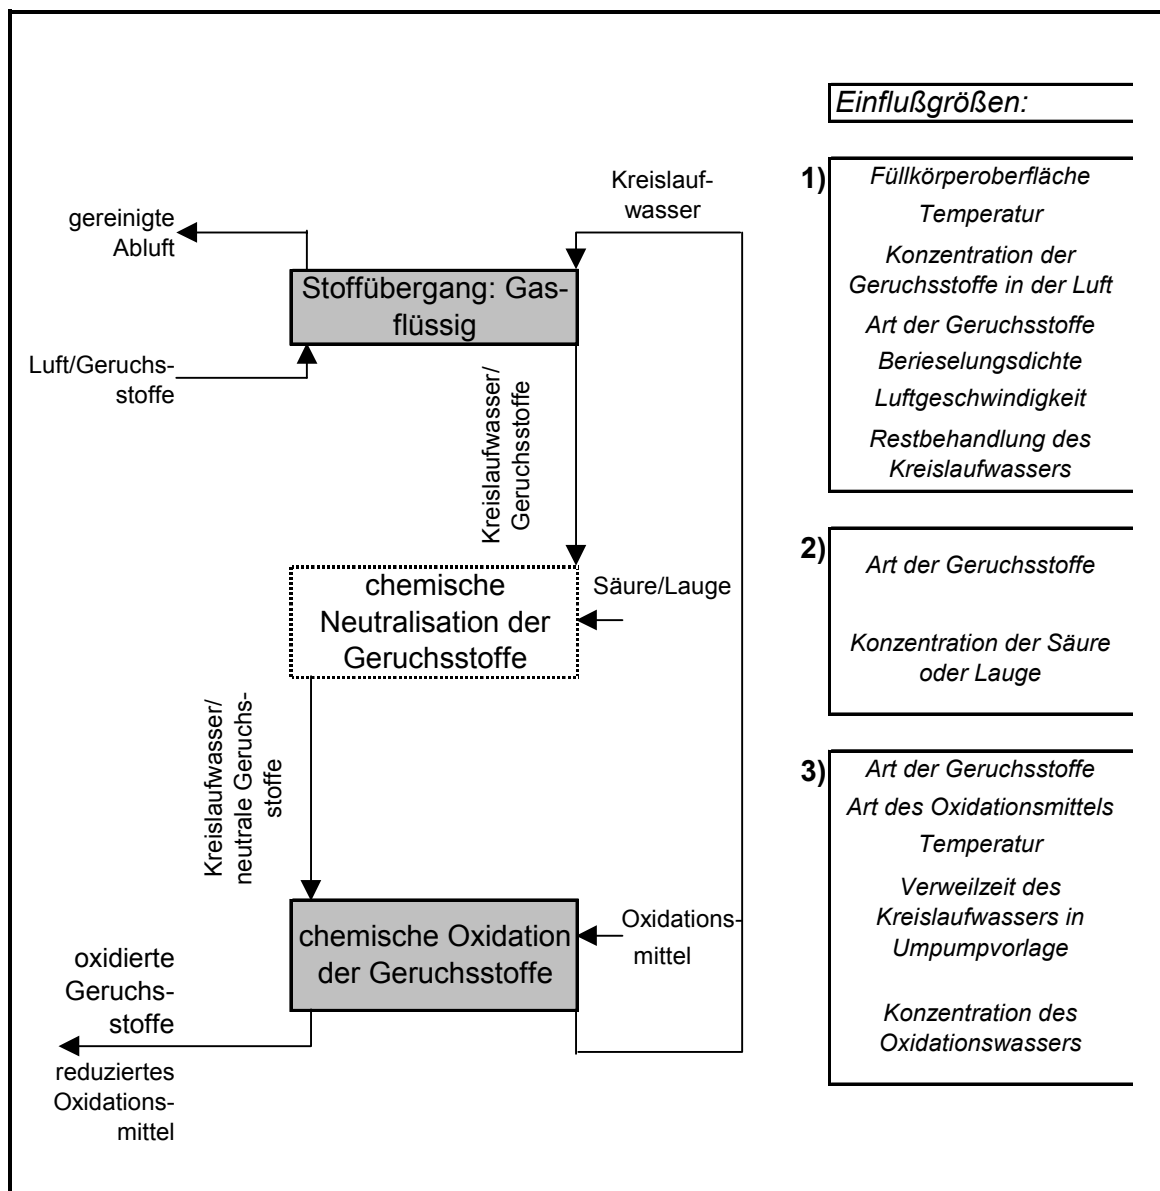 Einflußgrößen:
1)
Füllkörperoberfläche
Temperatur
Konzentration der
Geruchsstoffe in der Luft
Art der Geruchsstoffe
Berieselungsdichte
Luftgeschwindigkeit
Restbehandlung des
Kreislaufwassers
Kreislauf-
wasser
gereinigte
Abluft
Stoffübergang: Gas-
flüssig
Luft/Geruchs-
stoffe
Kreislaufwasser/
Geruchsstoffe
2)
Art der Geruchsstoffe
Konzentration der Säure
oder Lauge
chemische
Neutralisation der
Geruchsstoffe
Säure/Lauge
Kreislaufwasser/
neutrale Geruchs-
stoffe
3)
Art der Geruchsstoffe
Art des Oxidationsmittels
Temperatur
Verweilzeit des
Kreislaufwassers in
Umpumpvorlage
Konzentration des
Oxidationswassers
chemische Oxidation
der Geruchsstoffe
Oxidations-
mittel
oxidierte
Geruchs-
stoffe
reduziertes
Oxidations-
mittel